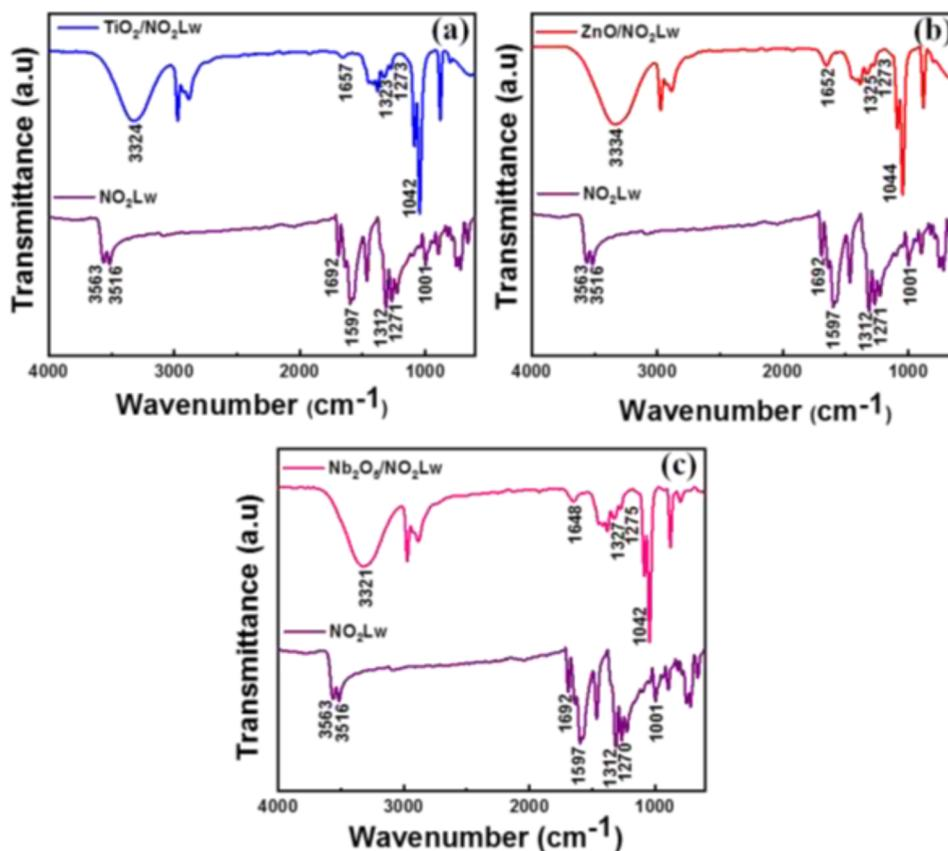 (a)
TiO₂/NO₂Lw
Transmittance (a.u)
3324
1657
1323
1273
1042
NO₂Lw
3563
3516
1692
1597
1312
1271
1001
4000 3000 2000 1000
Wavenumber (cm⁻¹)
(b)
ZnO/NO₂Lw
Transmittance (a.u)
3334
1652
1325
1273
1044
NO₂Lw
3563
3516
1692
1597
1312
1271
1001
4000 3000 2000 1000
Wavenumber (cm⁻¹)
(c)
Nb₂O₅/NO₂Lw
Transmittance (a.u)
3321
1648
1327
1275
1042
NO₂Lw
3563
3516
1692
1597
1312
1270
1001
4000 3000 2000 1000
Wavenumber (cm⁻¹)